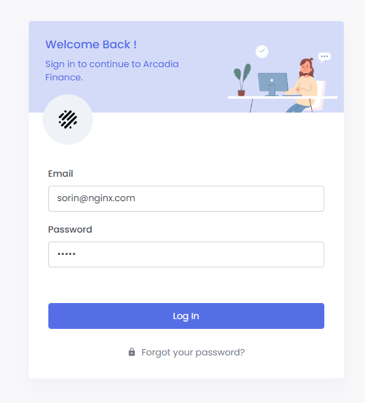 Welcome Back !
Sign in to continue to Arcadia
Finance.
Email
sorin@nginx.com
Password
•••••
Log In
Forgot your password?